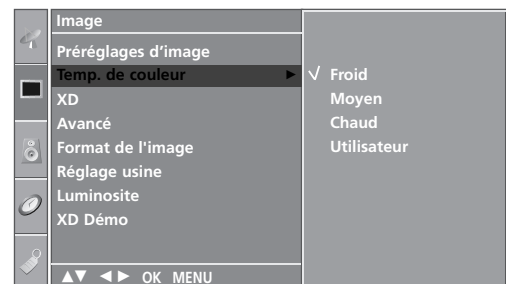 Image
Préréglages d'image
Temp. de couleur ►
XD
Avancé
Format de l'image
Réglage usine
Luminosite
XD Démo
▲▼ ◄► OK MENU
√ Froid
Moyen
Chaud
Utilisateur